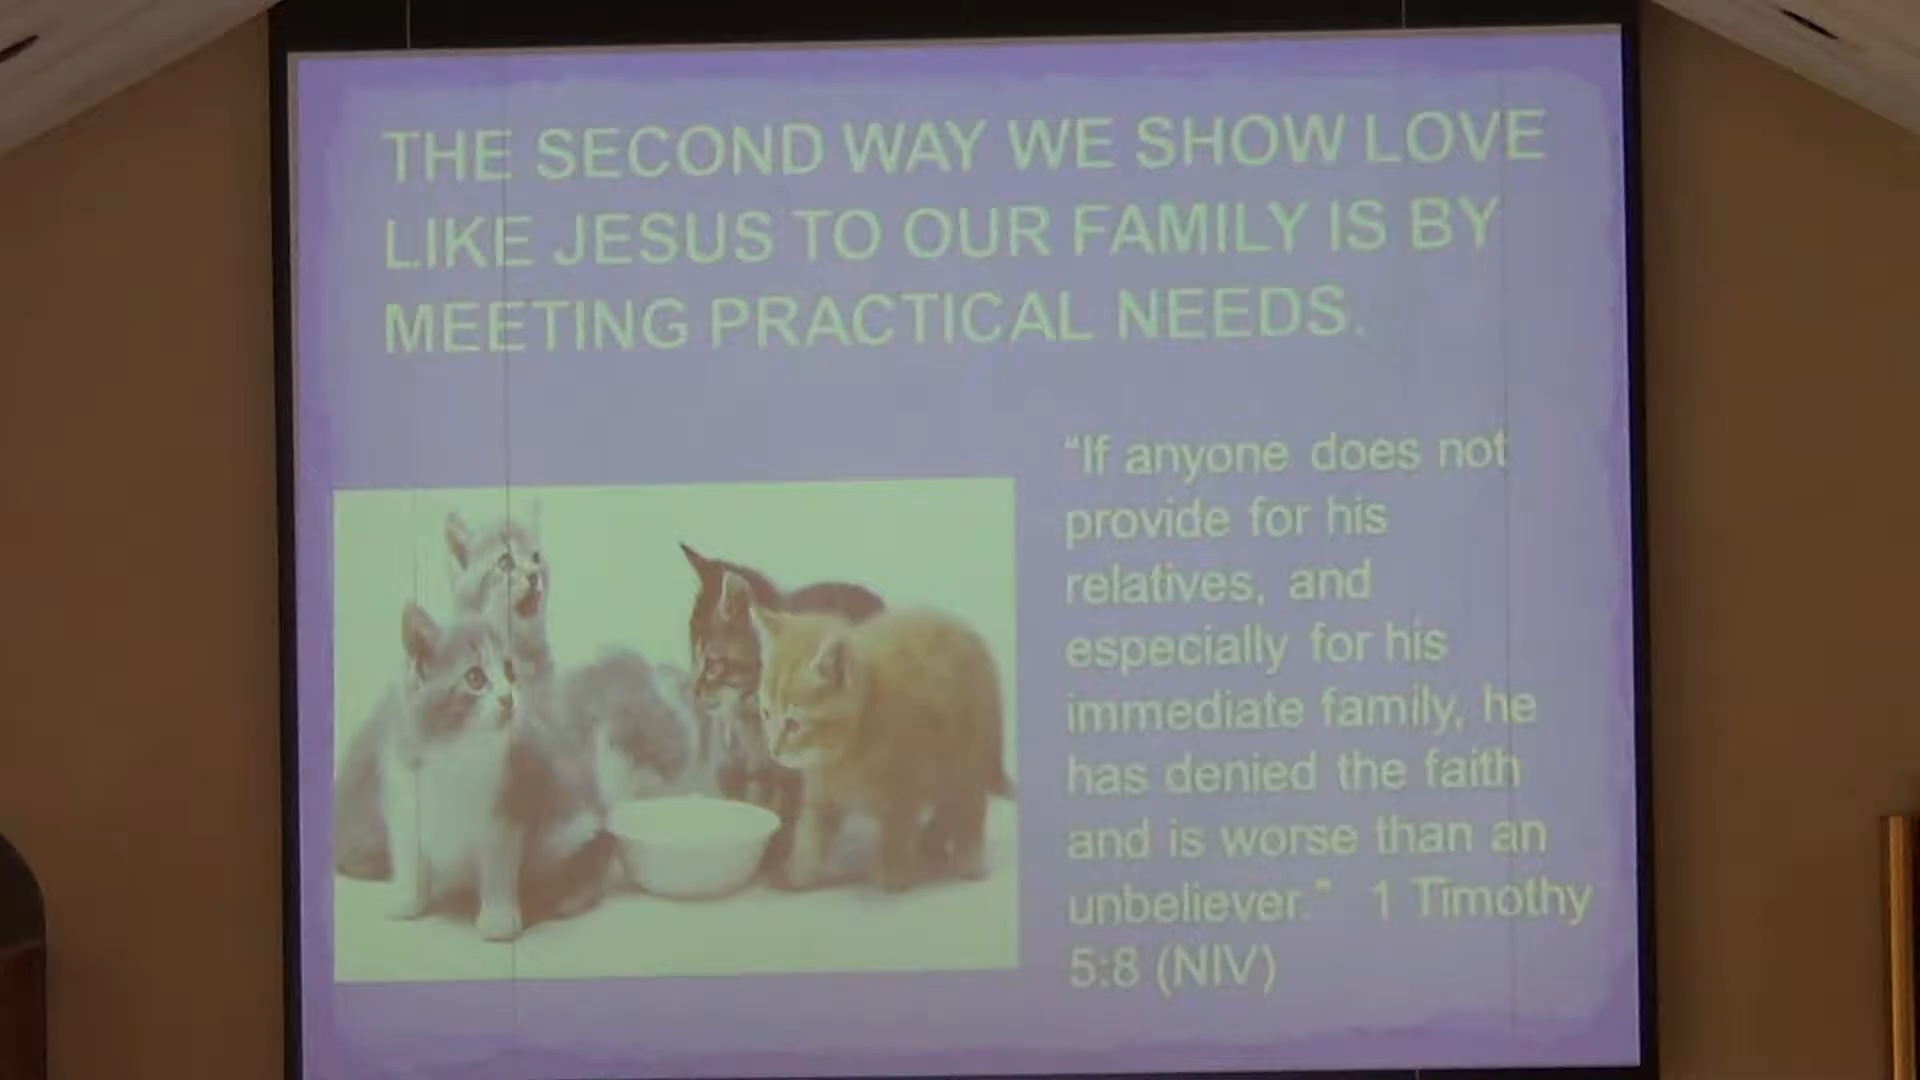 THE SECOND WAY WE SHOW LOVE
LIKE JESUS TO OUR FAMILY IS BY
MEETING PRACTICAL NEEDS.
“If anyone does not
provide for his
relatives, and
especially for his
immediate family, he
has denied the faith
and is worse than an
unbeliever.” 1 Timothy
5:8 (NIV)